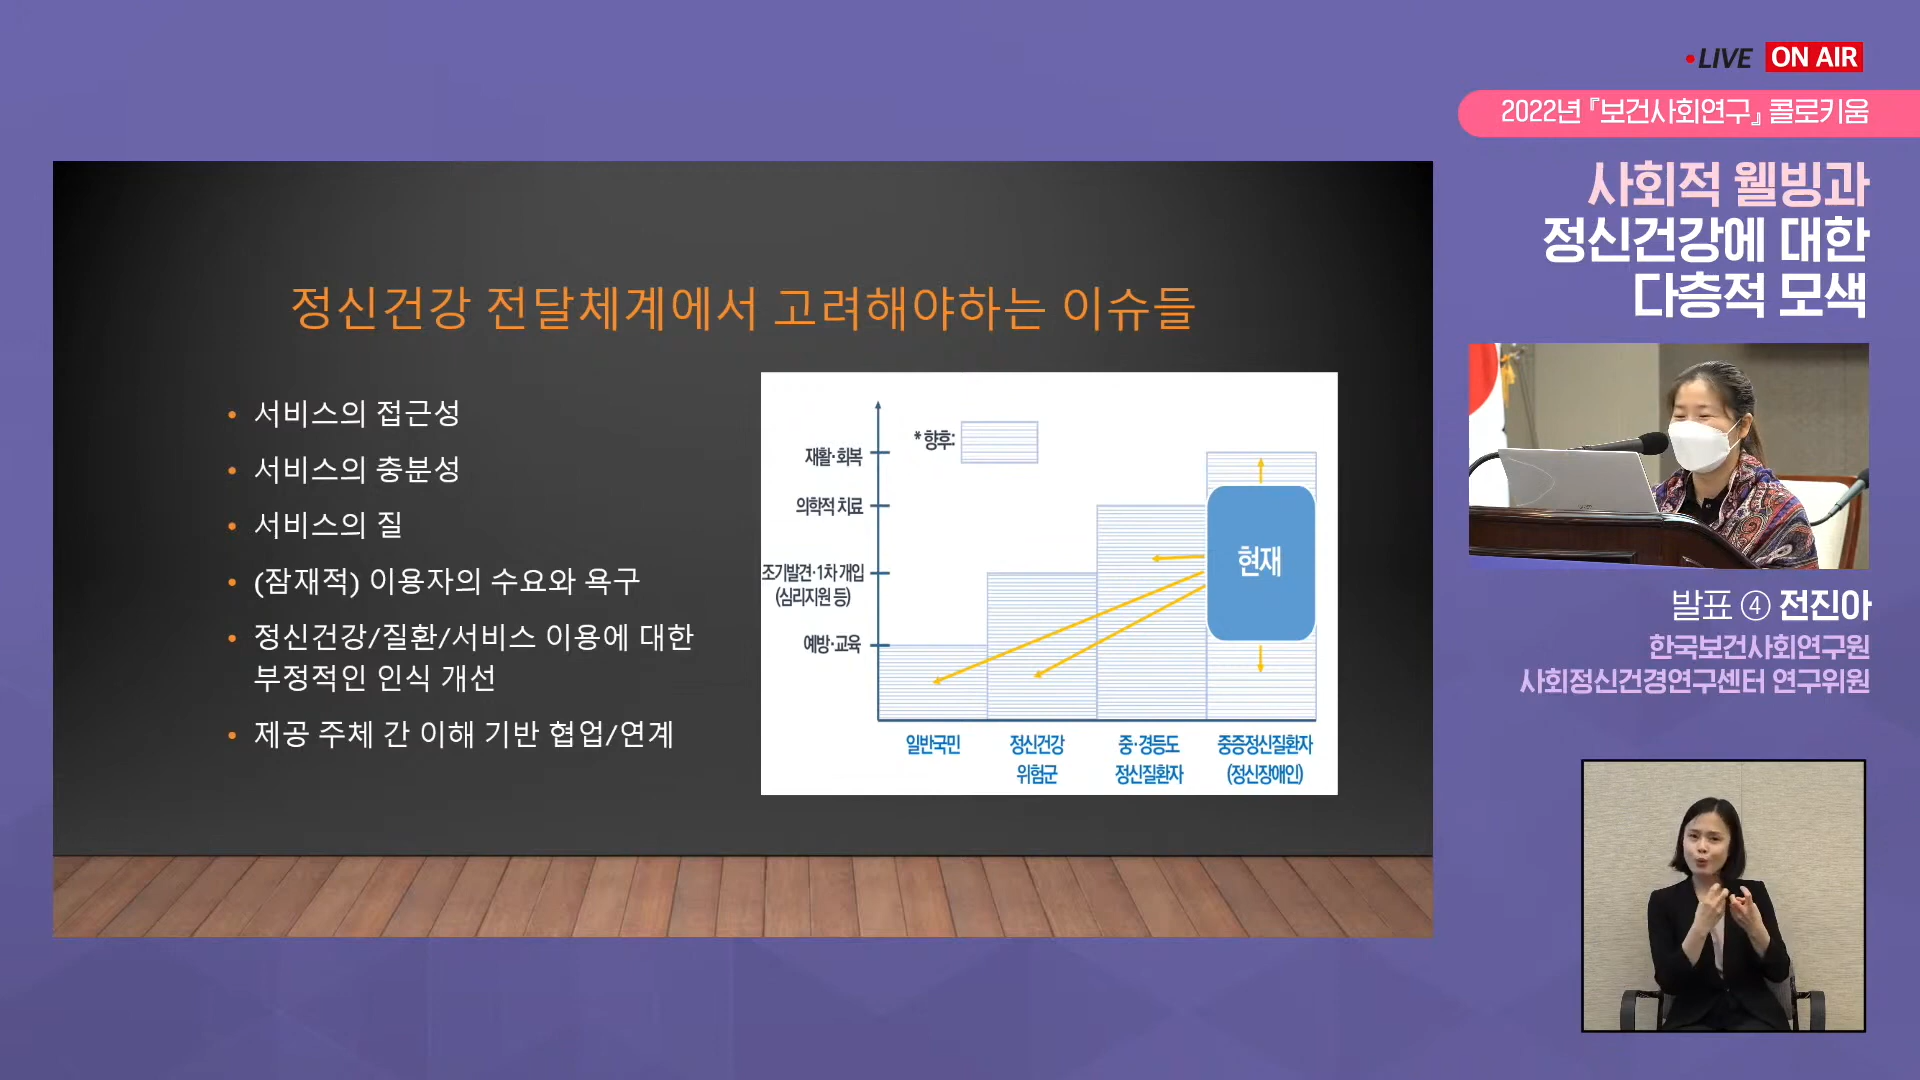 LIVE ON AIR
2022년 『보건사회연구』 콜로키움
사회적 웰빙과
정신건강에 대한
다층적 모색
정신건강 전달체계에서 고려해야하는 이슈들
• 서비스의 접근성
• 서비스의 충분성
• 서비스의 질
• (잠재적) 이용자의 수요와 욕구
• 정신건강/질환/서비스 이용에 대한
부정적인 인식 개선
• 제공 주체 간 이해 기반 협업/연계
* 향후:
재활·회복
의학적 치료
조기발견·1차 개입
(심리지원 등)
예방·교육
현재
일반국민
정신건강
위험군
중·경등도
정신질환자
중증정신질환자
(정신장애인)
발표 ④ 전진아
한국보건사회연구원
사회정신건경연구센터 연구위원